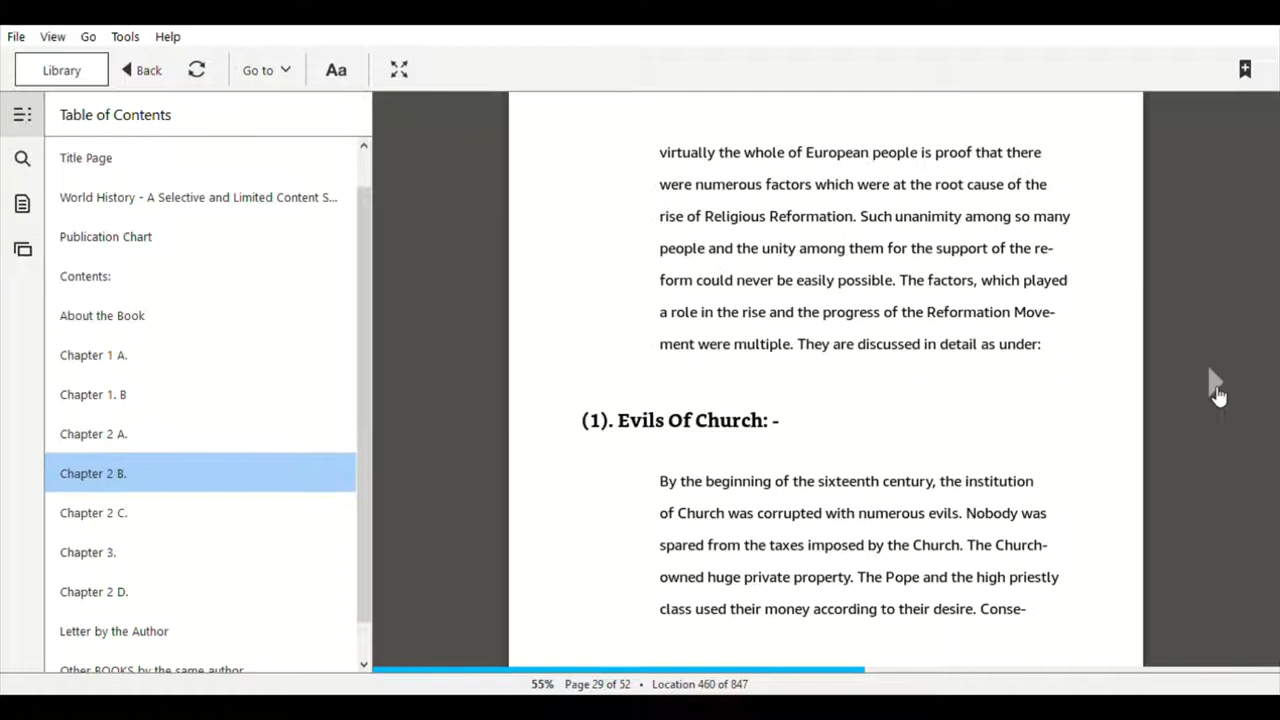 File View Go Tools Help
Library Back Go to Aa
Table of Contents
Title Page
World History - A Selective and Limited Content S...
Publication Chart
Contents:
About the Book
Chapter 1 A.
Chapter 1. B
Chapter 2 A.
Chapter 2 B.
Chapter 2 C.
Chapter 3.
Chapter 2 D.
Letter by the Author
Other BOOKS by the same author
virtually the whole of European people is proof that there
were numerous factors which were at the root cause of the
rise of Religious Reformation. Such unanimity among so many
people and the unity among them for the support of the re-
form could never be easily possible. The factors, which played
a role in the rise and the progress of the Reformation Move-
ment were multiple. They are discussed in detail as under:
(1). Evils Of Church: -
By the beginning of the sixteenth century, the institution
of Church was corrupted with numerous evils. Nobody was
spared from the taxes imposed by the Church. The Church-
owned huge private property. The Pope and the high priestly
class used their money according to their desire. Conse-
55% Page 29 of 52 • Location 460 of 847